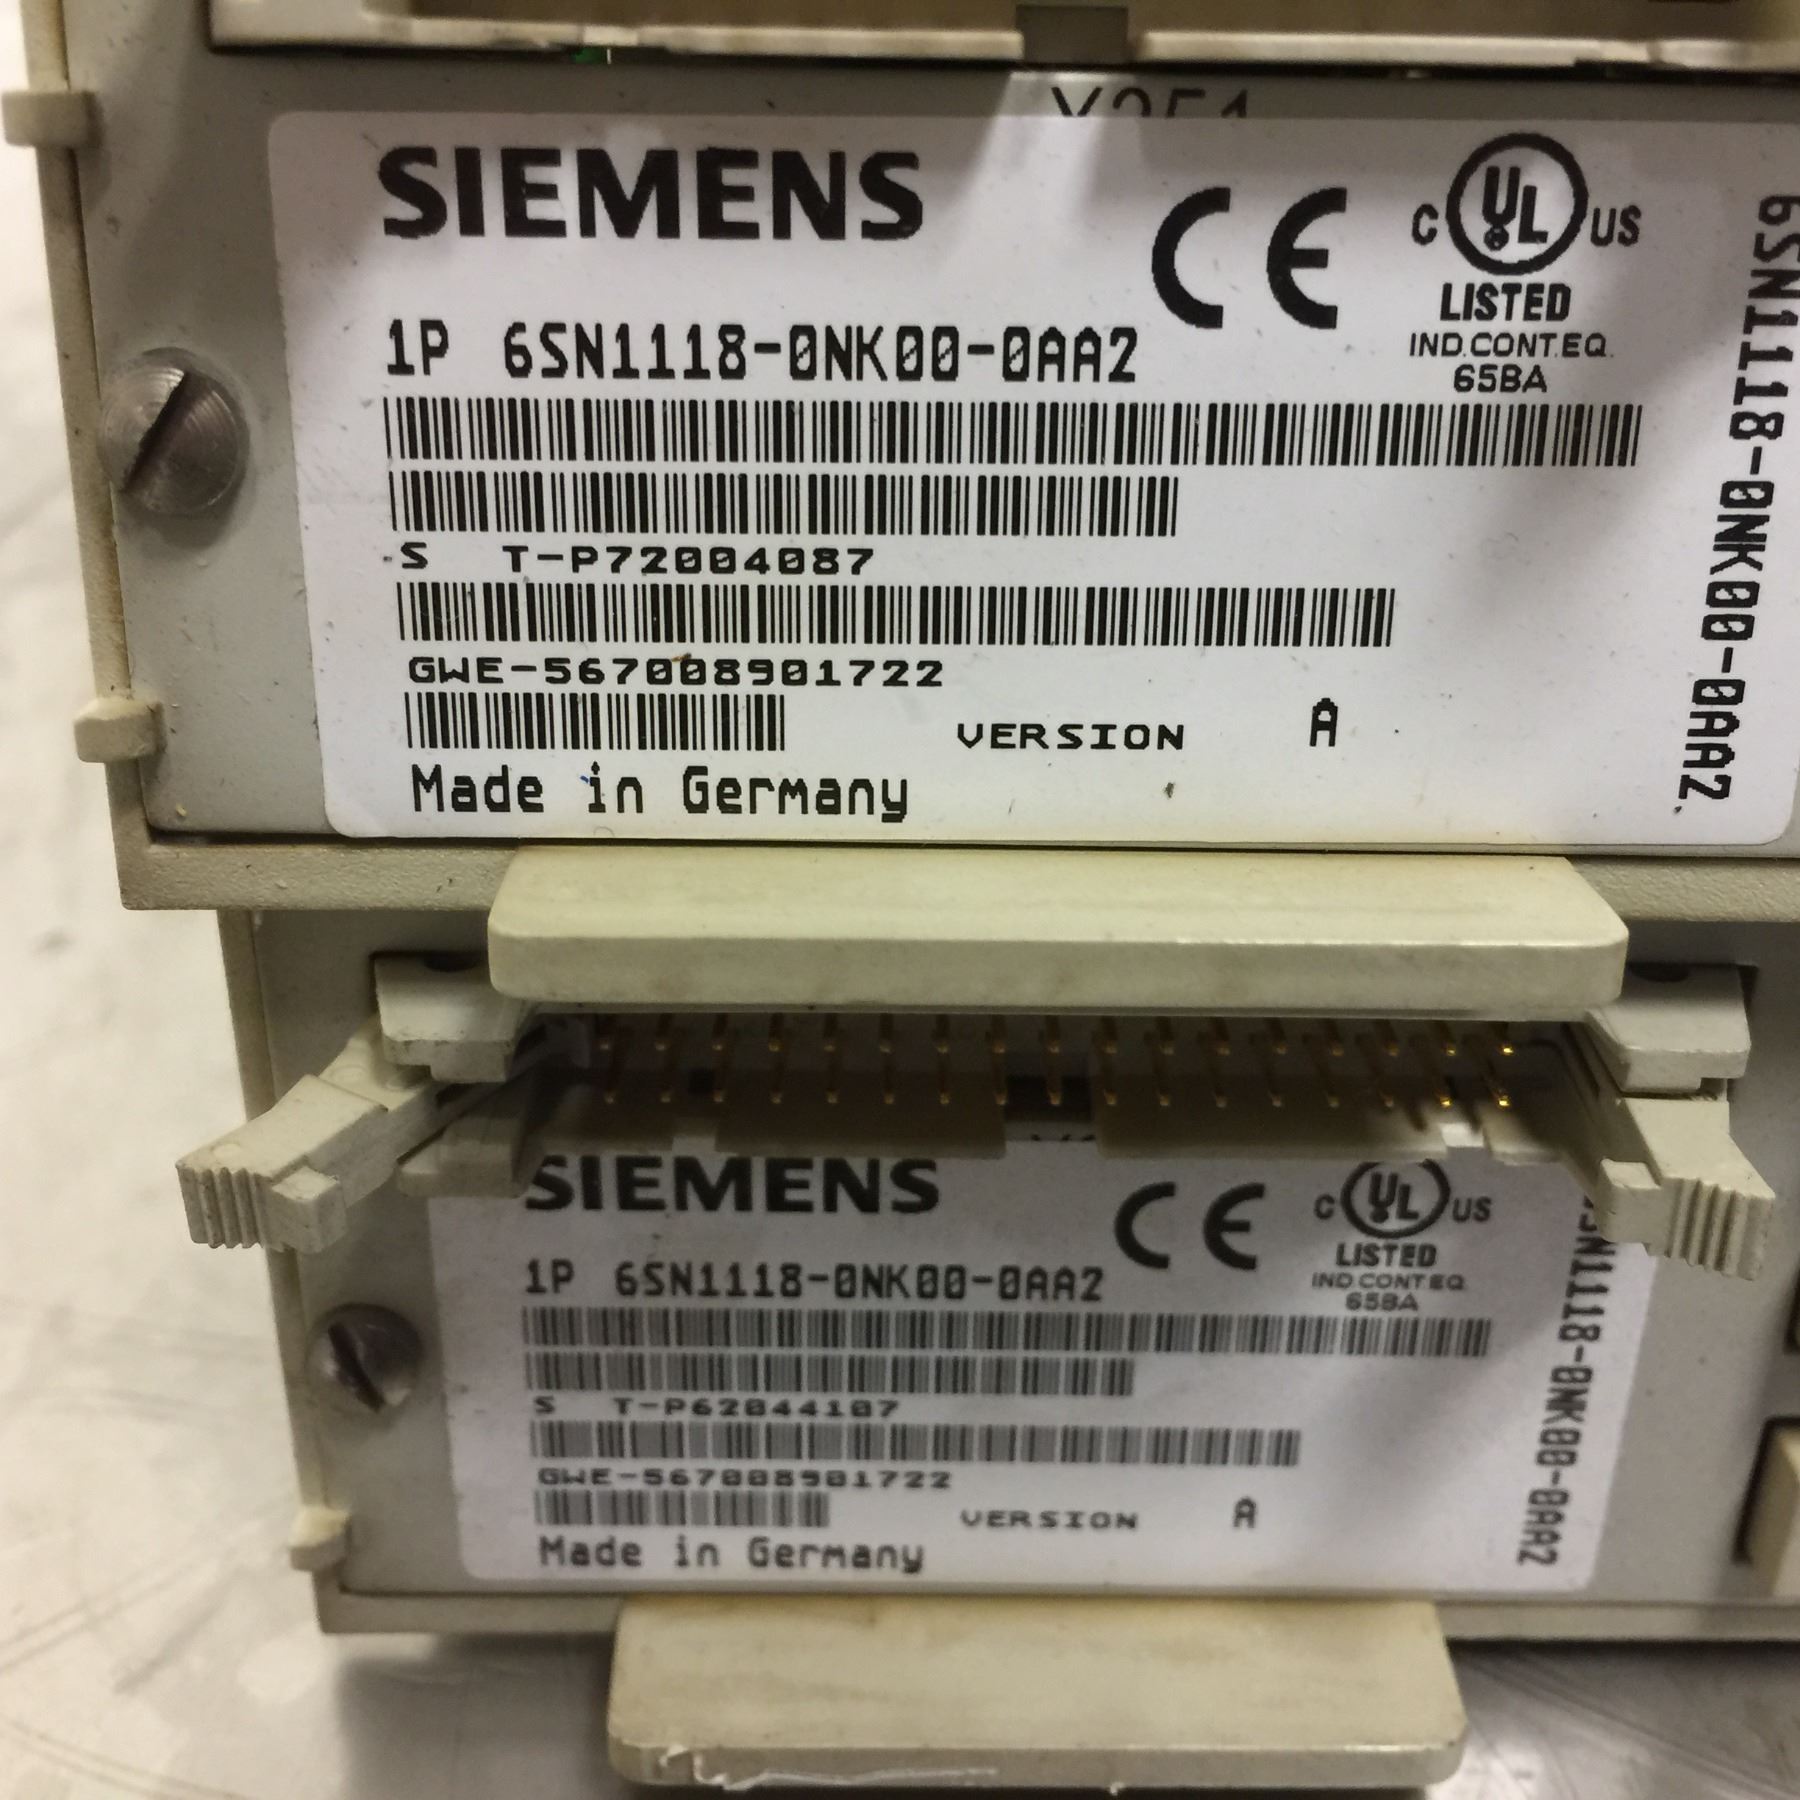 SIEMENS
CE
C UL US
LISTED
IND.CONT.EQ.
65BA
1P 6SN1118-0NK00-0AA2
S T-P72004087
GWE-567008901722
VERSION A
Made in Germany
6SN1118-0NK00-0AA2
SIEMENS
CE
C UL US
LISTED
IND.CONT.EQ.
65BA
1P 6SN1118-0NK00-0AA2
S T-P62044107
GWE-567008901722
VERSION A
Made in Germany
6SN1118-0NK00-0AA2